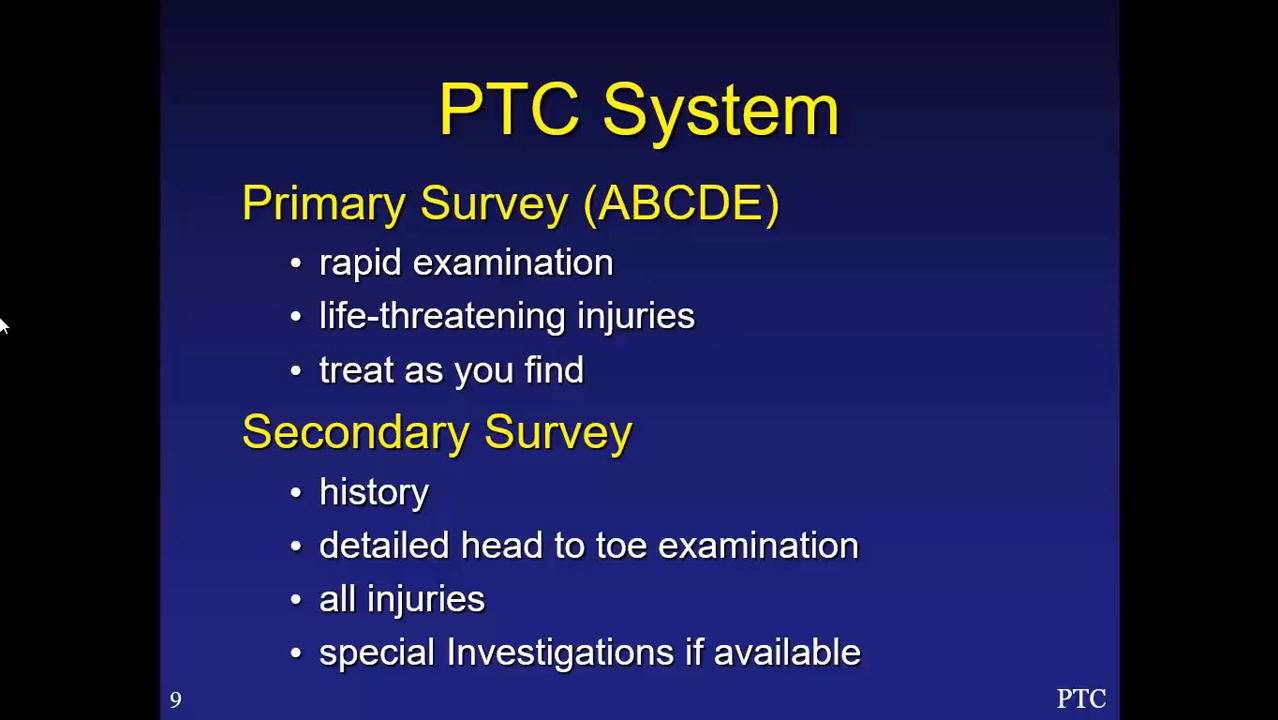 PTC System
Primary Survey (ABCDE)
• rapid examination
• life-threatening injuries
• treat as you find
Secondary Survey
• history
• detailed head to toe examination
• all injuries
• special Investigations if available
9
PTC